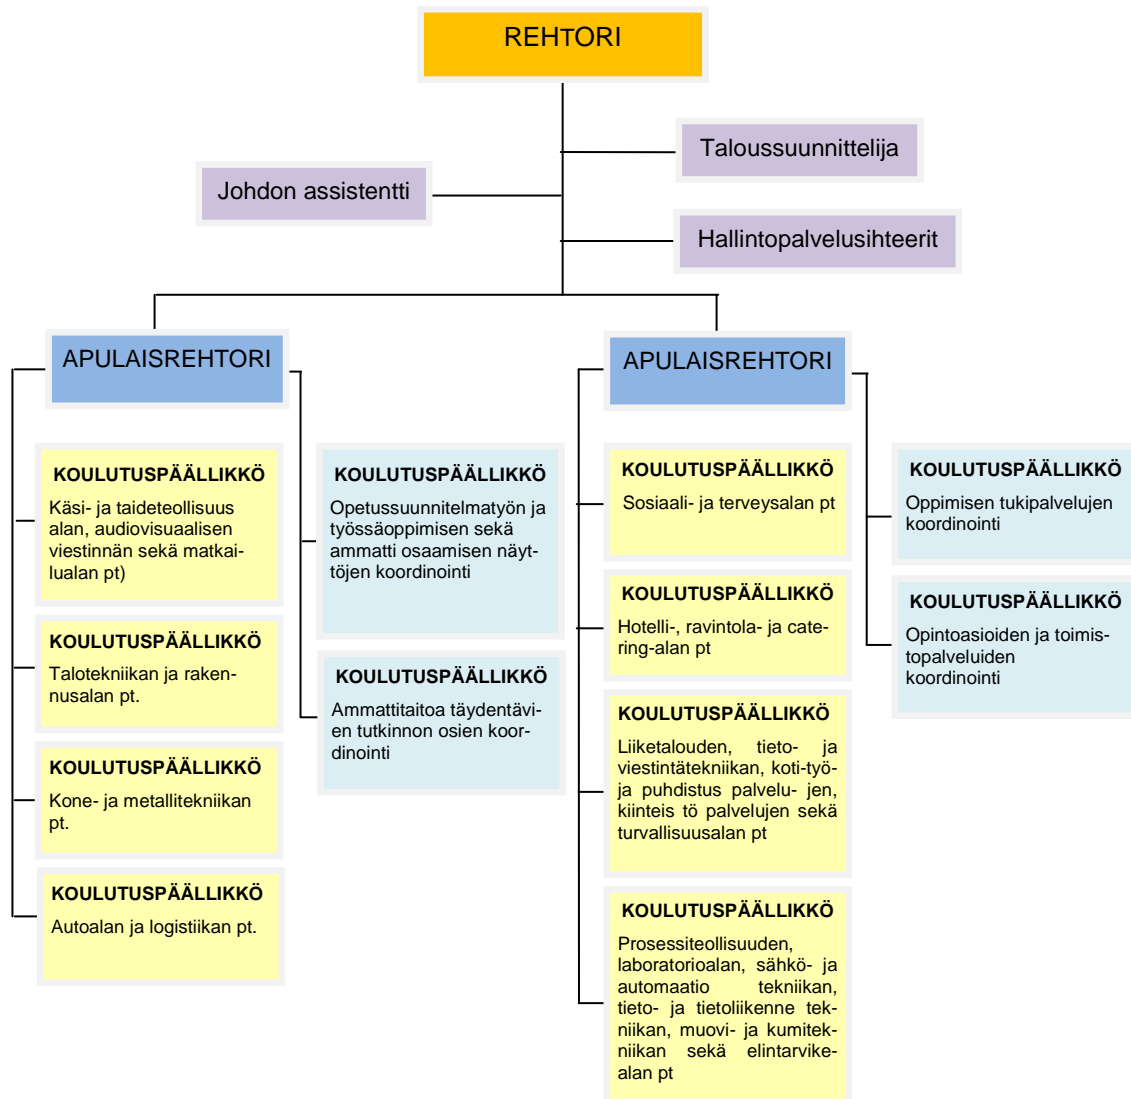 REHTORI
Taloussuunnittelija
Johdon assistentti
Hallintopalvelusihteerit
APULAISREHTORI
KOULUTUSPÄÄLLIKKÖ
Käsi- ja taideteollisuus
alan, audiovisuaalisen
viestinnän sekä matkai-
lualan pt)
KOULUTUSPÄÄLLIKKÖ
Talotekniikan ja raken-
nusalan pt.
KOULUTUSPÄÄLLIKKÖ
Kone- ja metallitekniikan
pt.
KOULUTUSPÄÄLLIKKÖ
Autoalan ja logistiikan pt.
KOULUTUSPÄÄLLIKKÖ
Opetussuunnitelmatyön ja
työssäoppimisen sekä
ammatti osaamisen näyt-
töjen koordinointi
KOULUTUSPÄÄLLIKKÖ
Ammattitaitoa täydentävi-
en tutkinnon osien koor-
dinointi
APULAISREHTORI
KOULUTUSPÄÄLLIKKÖ
Sosiaali- ja terveysalan pt
KOULUTUSPÄÄLLIKKÖ
Hotelli-, ravintola- ja cate-
ring-alan pt
KOULUTUSPÄÄLLIKKÖ
Liiketalouden, tieto- ja
viestintätekniikan, koti-työ-
ja puhdistus palvelu- jen,
kiinteis tö palvelujen sekä
turvallisuusalan pt
KOULUTUSPÄÄLLIKKÖ
Prosessiteollisuuden,
laboratorioalan, sähkö- ja
automaatio tekniikan,
tieto- ja tietoliikenne tek-
niikan, muovi- ja kumitek-
niikan sekä elintarvike-
alan pt
KOULUTUSPÄÄLLIKKÖ
Oppimisen tukipalvelujen
koordinointi
KOULUTUSPÄÄLLIKKÖ
Opintoasioiden ja toimis-
topalveluiden
koordinointi